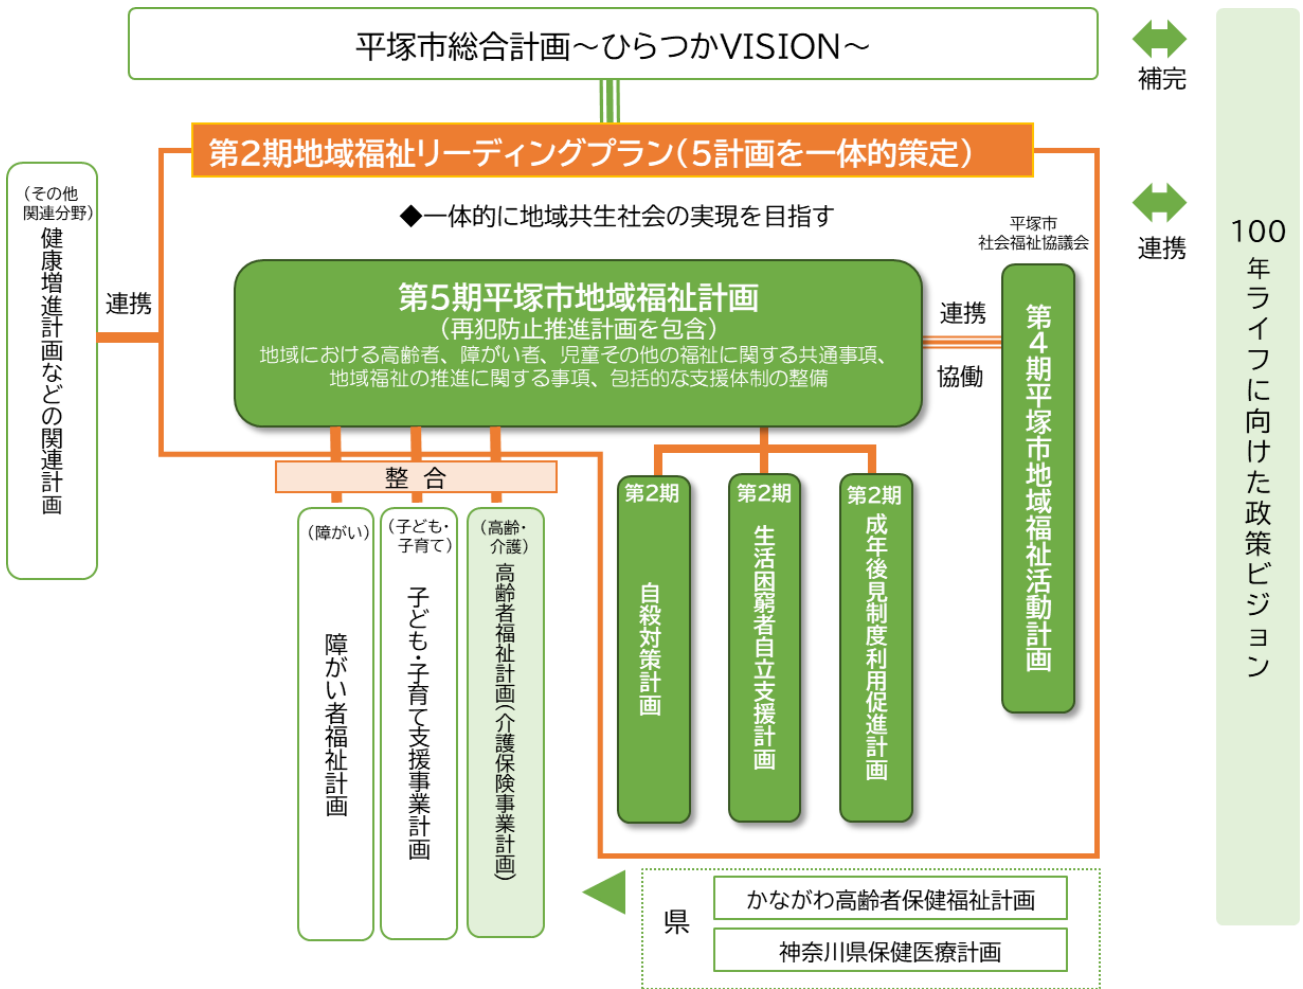 平塚市総合計画～ひらつかVISION～
補完
第2期地域福祉リーディングプラン（5計画を一体的策定）
◆一体的に地域共生社会の実現を目指す
連携
100年ライフに向けた政策ビジョン
（その他
関連分野）
健康増進計画などの関連計画
連携
第5期平塚市地域福祉計画
（再犯防止推進計画を包含）
地域における高齢者、障がい者、児童その他の福祉に関する共通事項、
地域福祉の推進に関する事項、包括的な支援体制の整備
連携
協働
平塚市
社会福祉協議会
第4期平塚市地域福祉活動計画
整 合
（障がい）
障がい者福祉計画
（子ども・
子育て）
子ども・子育て支援事業計画
（高齢・
介護）
高齢者福祉計画（介護保険事業計画）
第2期
自殺対策計画
第2期
生活困窮者自立支援計画
第2期
成年後見制度利用促進計画
県
かながわ高齢者保健福祉計画
神奈川県保健医療計画